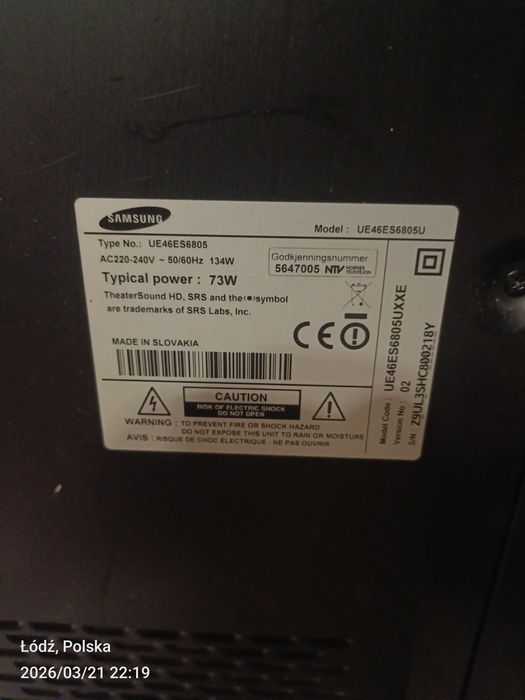 SAMSUNG
Model : UE46ES6805U
Type No.: UE46ES6805
AC220-240V ~ 50/60Hz 134W
Typical power : 73W
TheaterSound HD, SRS and the symbol
are trademarks of SRS Labs, Inc.
Godkjenningsnummer
5647005 NTV NORGES TELEVISJON
MADE IN SLOVAKIA
CE
CAUTION
RISK OF ELECTRIC SHOCK
DO NOT OPEN
WARNING : TO PREVENT FIRE OR SHOCK HAZARD
DO NOT EXPOSE THIS UNIT TO RAIN OR MOISTURE
AVIS : RISQUE DE CHOC ELECTRIQUE - NE PAS OUVRIR
Model Code : UE46ES6805UXXE
Version No : 02
S/N : Z9UL3SHC800218Y
Łódź, Polska
2026/03/21 22:19